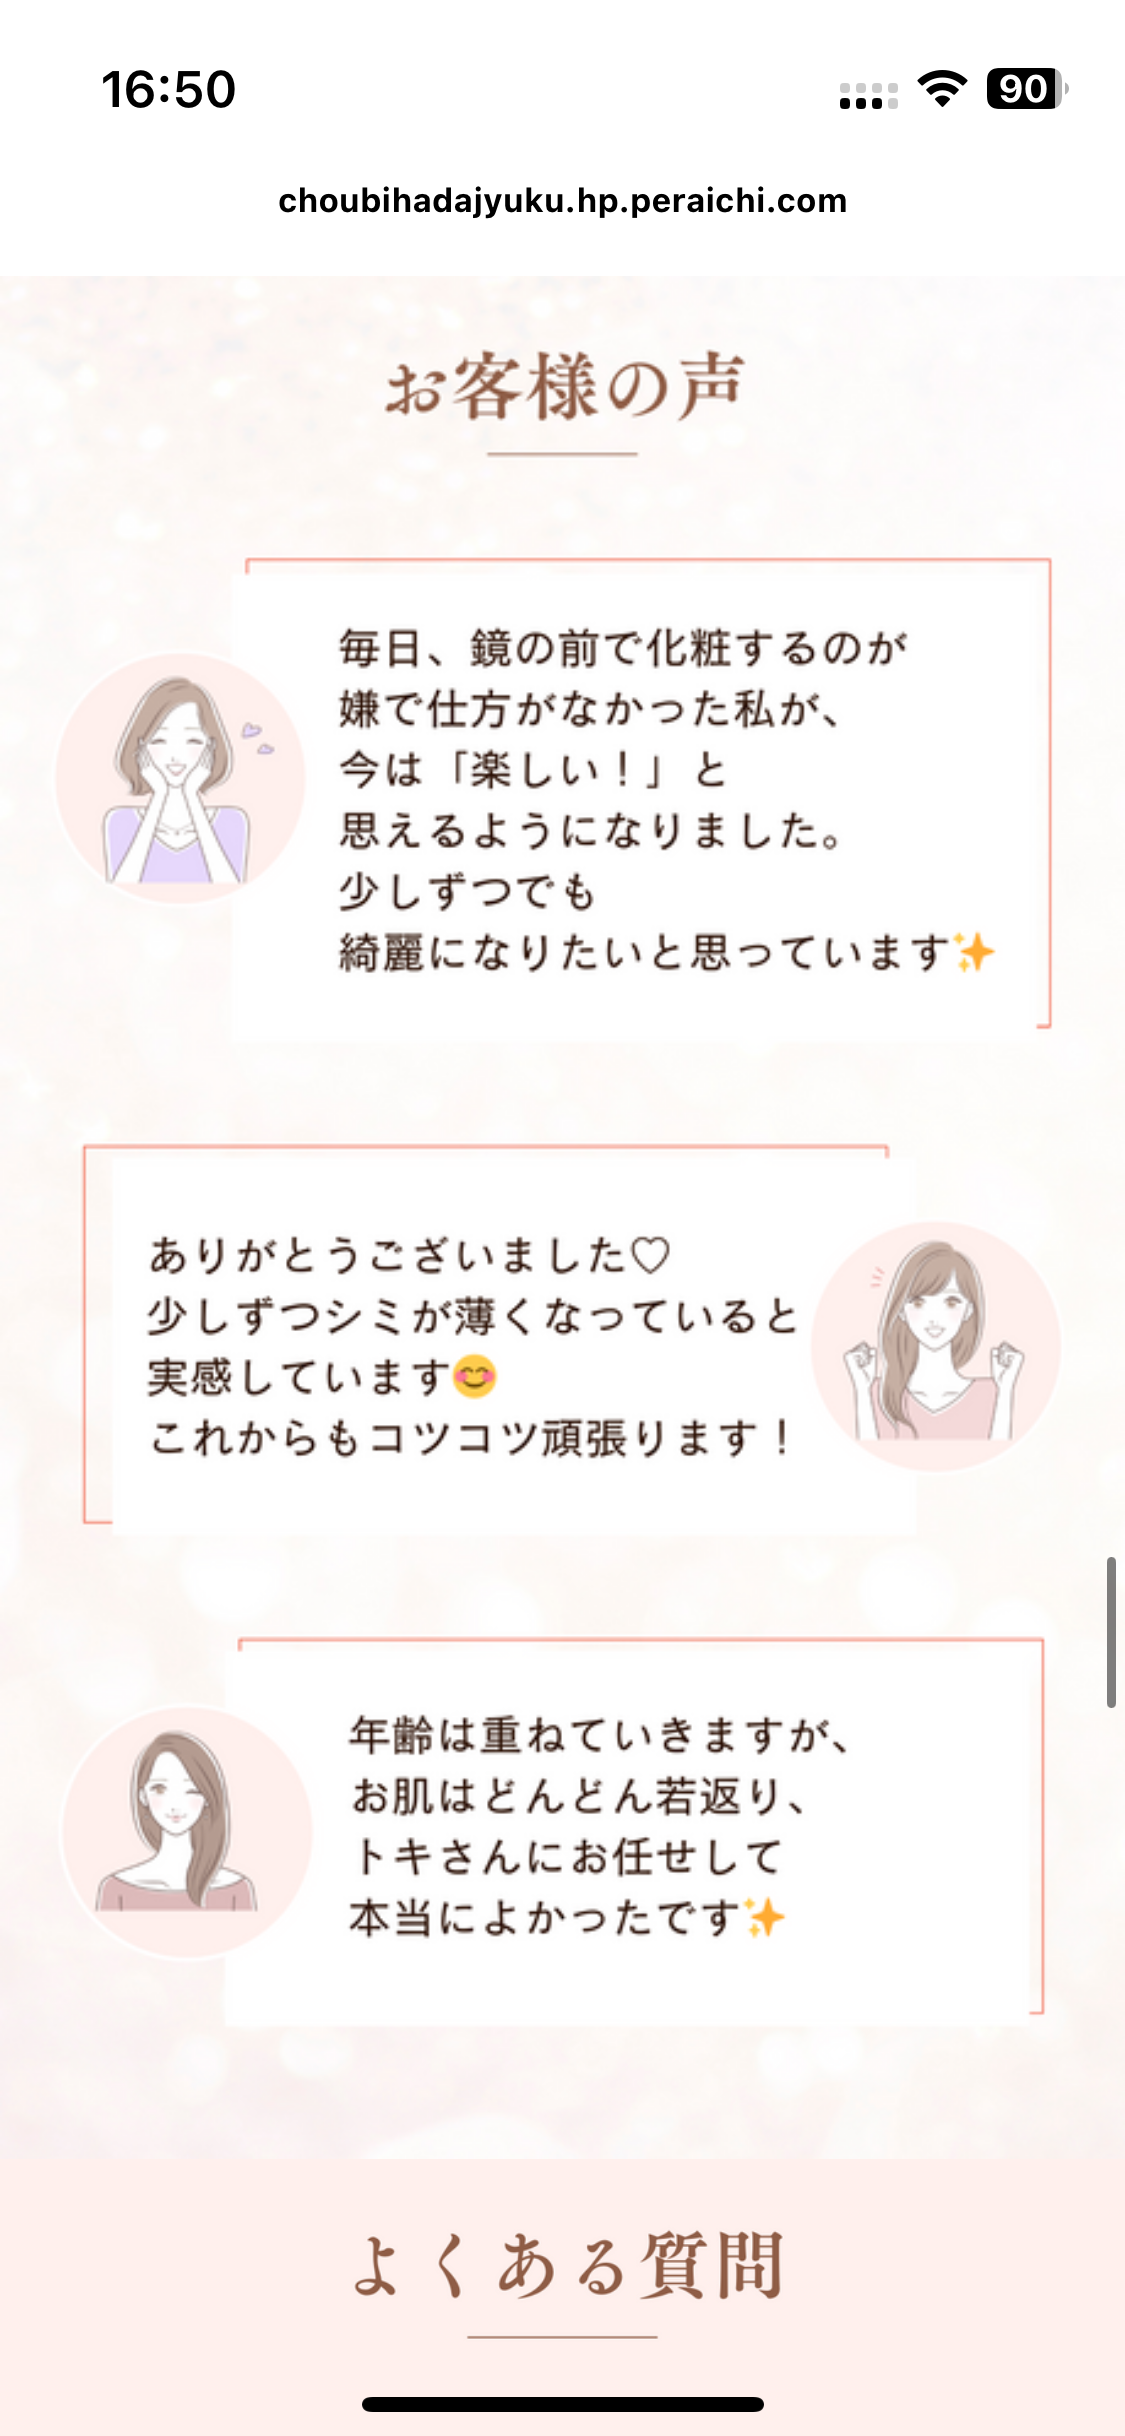 16:50
90
choubihadajyuku.hp.peraichi.com
お客様の声
毎日、鏡の前で化粧するのが
嫌で仕方がなかった私が、
今は「楽しい！」と
思えるようになりました。
少しずつでも
綺麗になりたいと思っています✨
ありがとうございました♡
少しずつシミが薄くなっていると
実感しています😊
これからもコツコツ頑張ります！
年齢は重ねていきますが、
お肌はどんどん若返り、
トキさんにお任せして
本当によかったです✨
よくある質問